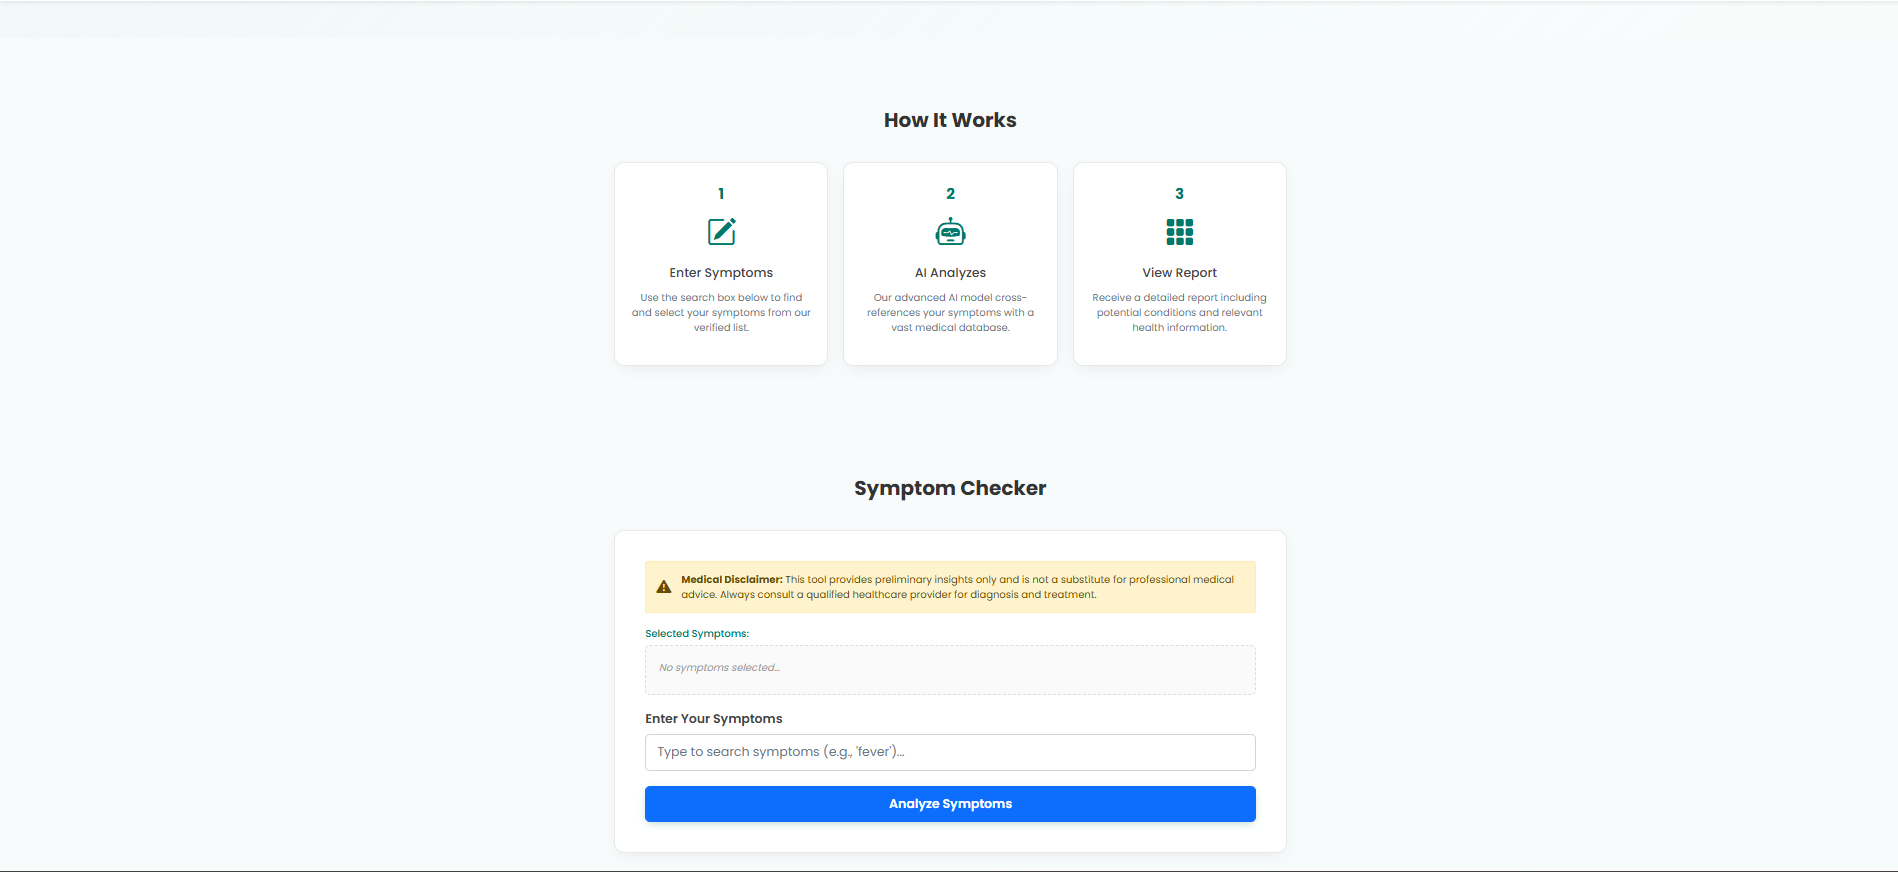 How It Works
1
Enter Symptoms
Use the search box below to find
and select your symptoms from our
verified list.
2
AI Analyzes
Our advanced AI model cross-
references your symptoms with a
vast medical database.
3
View Report
Receive a detailed report including
potential conditions and relevant
health information.
Symptom Checker
Medical Disclaimer: This tool provides preliminary insights only and is not a substitute for professional medical
advice. Always consult a qualified healthcare provider for diagnosis and treatment.
Selected Symptoms:
No symptoms selected...
Enter Your Symptoms
Type to search symptoms (e.g., 'fever')...
Analyze Symptoms